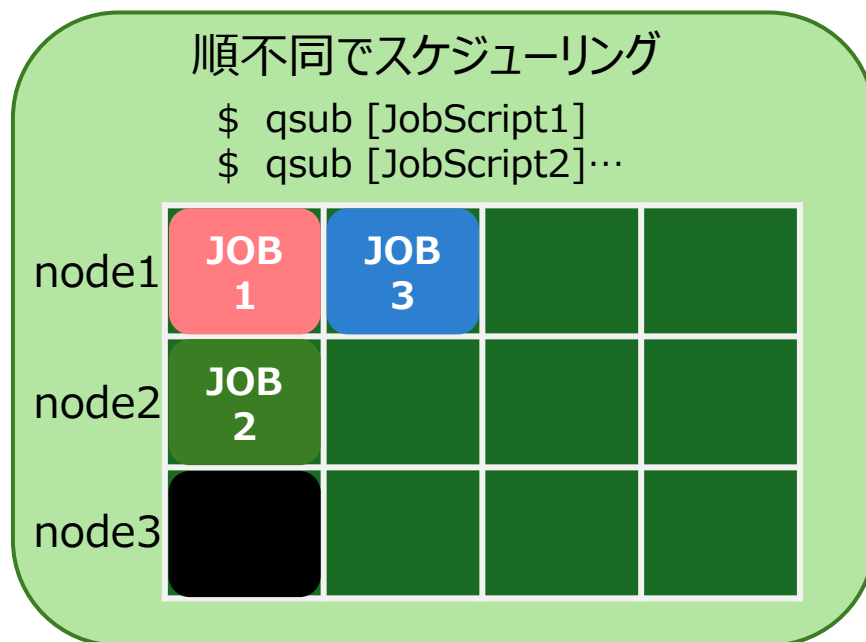 順不同でスケジューリング
$ qsub [JobScript1]
$ qsub [JobScript2]…
node1
JOB
1
JOB
3
node2
JOB
2
node3